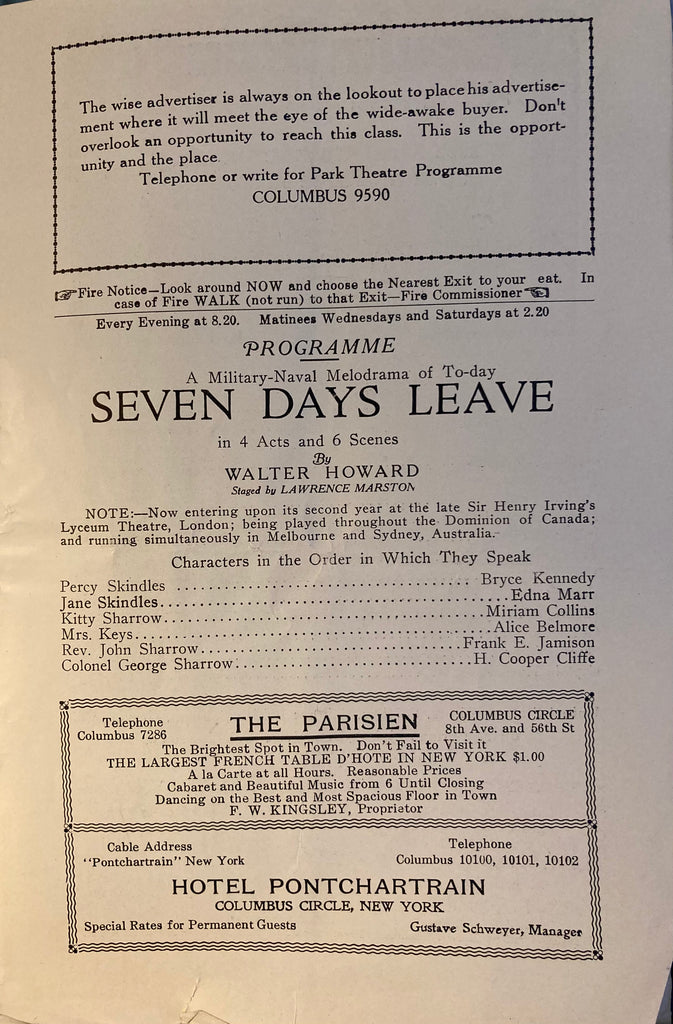 The wise advertiser is always on the lookout to place his advertise-
ment where it will meet the eye of the wide-awake buyer. Don't
overlook an opportunity to reach this class. This is the opport-
unity and the place
Telephone or write for Park Theatre Programme
COLUMBUS 9590
Fire Notice—Look around NOW and choose the Nearest Exit to your eat. In
case of Fire WALK (not run) to that Exit—Fire Commissioner
Every Evening at 8.20. Matinees Wednesdays and Saturdays at 2.20
PROGRAMME
A Military-Naval Melodrama of To-day
SEVEN DAYS LEAVE
in 4 Acts and 6 Scenes
By
WALTER HOWARD
Staged by LAWRENCE MARSTON
NOTE:—Now entering upon its second year at the late Sir Henry Irving's
Lyceum Theatre, London; being played throughout the Dominion of Canada;
and running simultaneously in Melbourne and Sydney, Australia.
Characters in the Order in Which They Speak
Percy Skindles .................................. Bryce Kennedy
Jane Skindles......................................Edna Marr
Kitty Sharrow...................................Miriam Collins
Mrs. Keys.......................................Alice Belmore
Rev. John Sharrow............................Frank E. Jamison
Colonel George Sharrow.........................H. Cooper Cliffe
Telephone
Columbus 7286
THE PARISIEN
COLUMBUS CIRCLE
8th Ave. and 56th St
The Brightest Spot in Town. Don't Fail to Visit it
THE LARGEST FRENCH TABLE D'HOTE IN NEW YORK $1.00
A la Carte at all Hours. Reasonable Prices
Cabaret and Beautiful Music from 6 Until Closing
Dancing on the Best and Most Spacious Floor in Town
F. W. KINGSLEY, Proprietor
Cable Address
"Pontchartrain" New York
Telephone
Columbus 10100, 10101, 10102
HOTEL PONTCHARTRAIN
COLUMBUS CIRCLE, NEW YORK
Special Rates for Permanent Guests
Gustave Schweyer, Manager